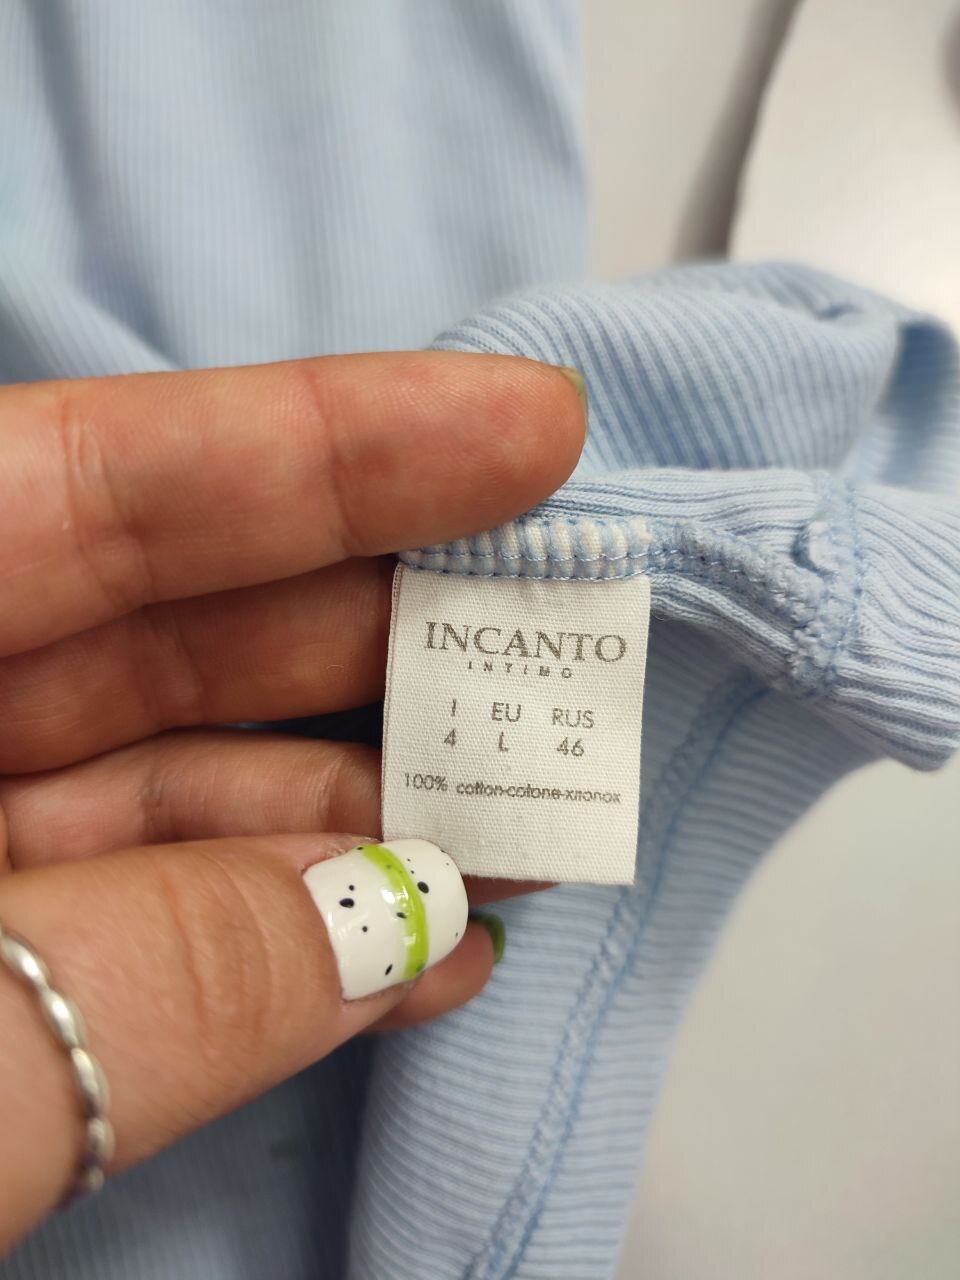 INCANTO
INTIMO
I EU RUS
4 L 46
100% cotton-cotone-хлопок